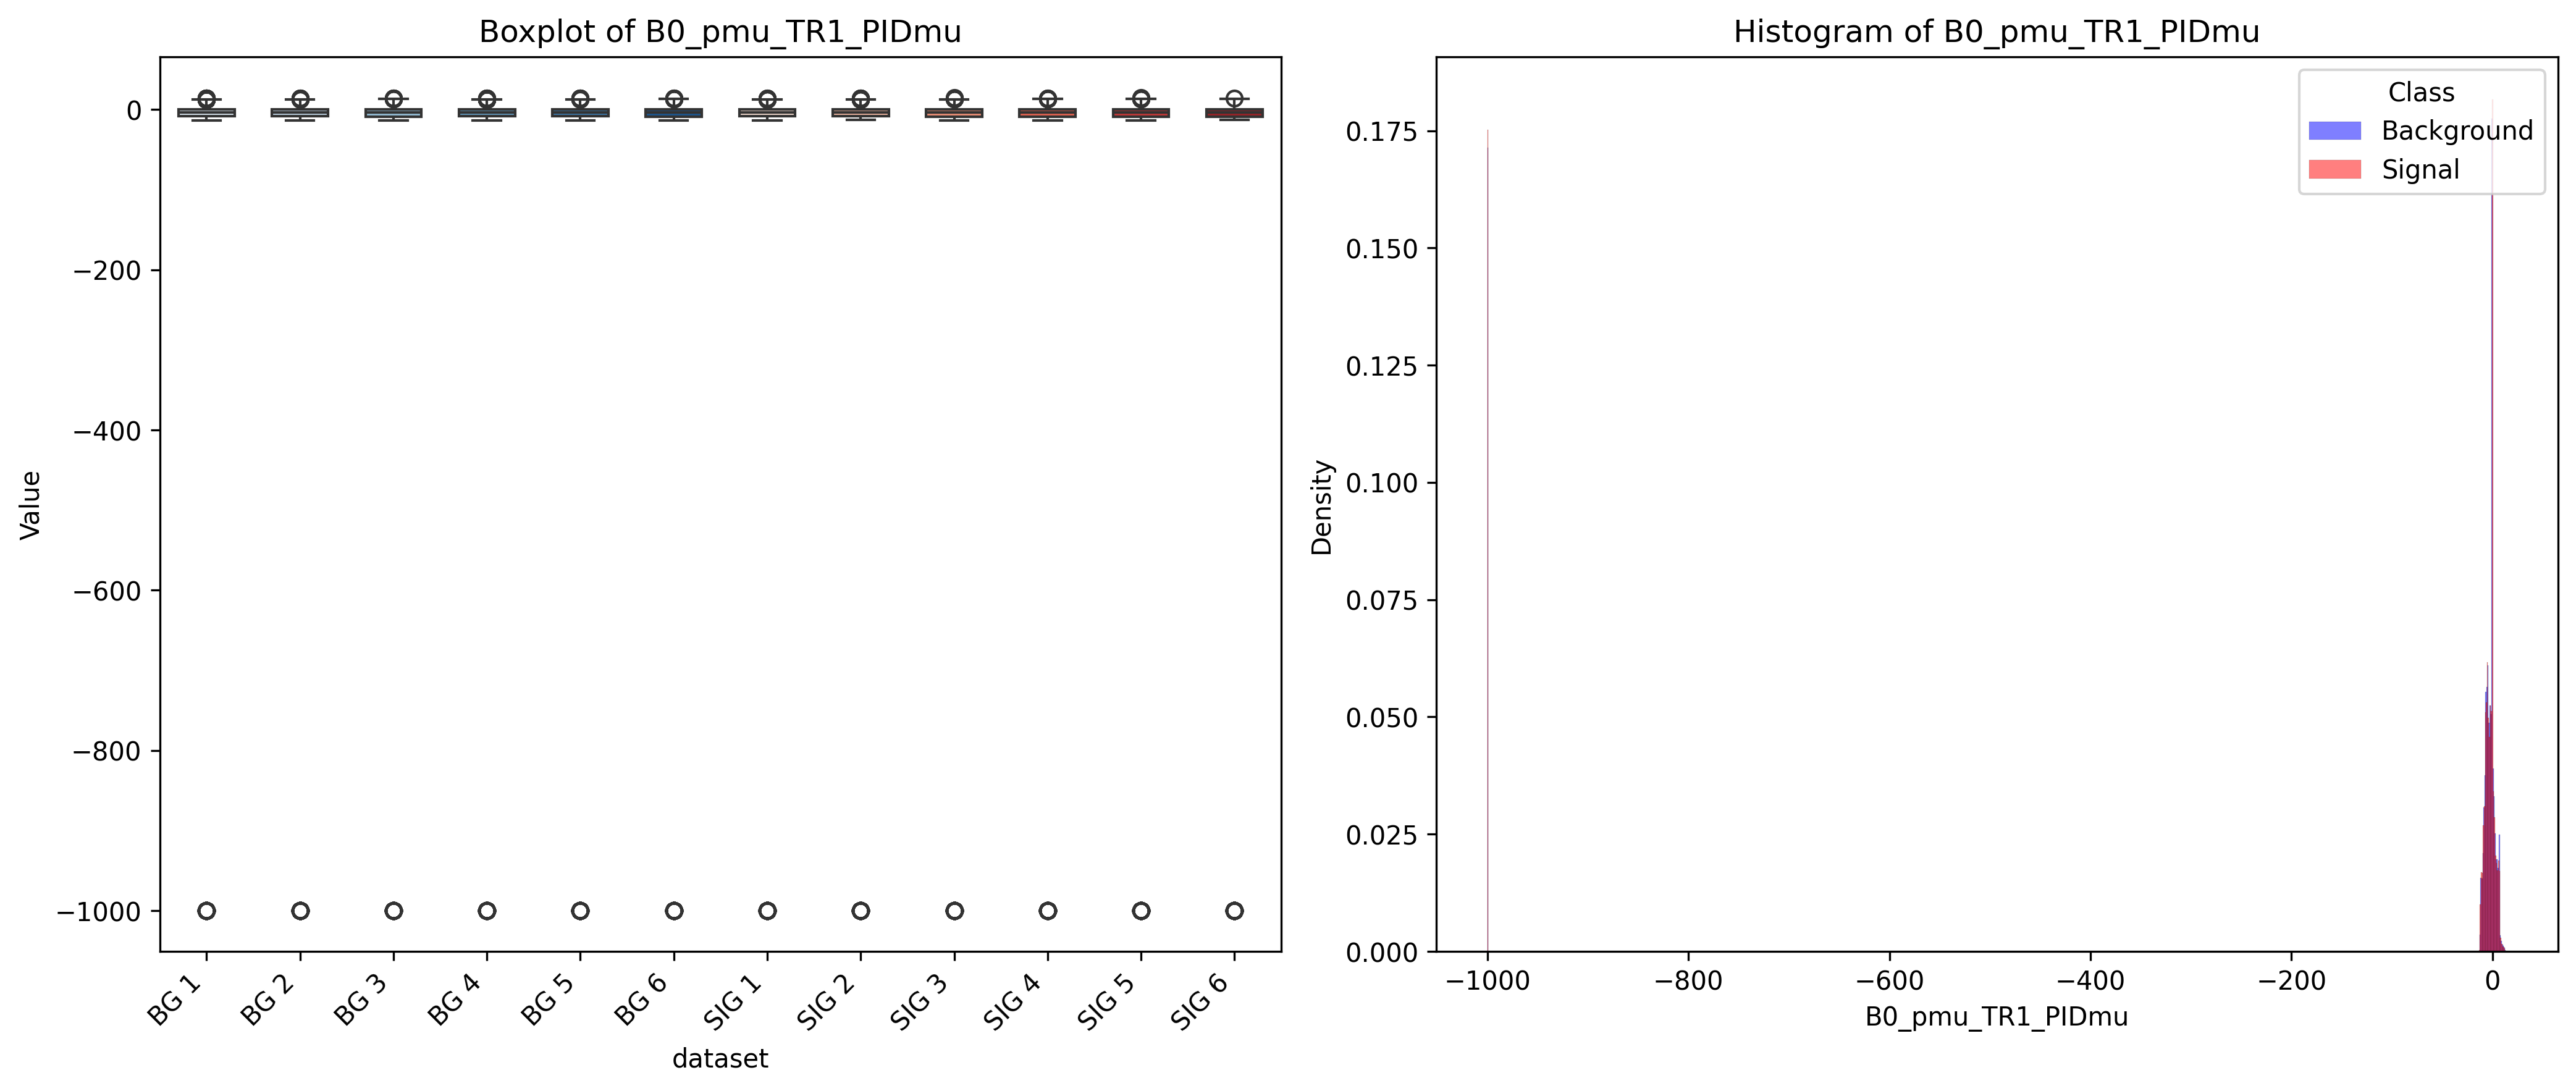 Boxplot of B0_pmu_TR1_PIDmu
0
−200
−400
−600
−800
−1000
Value
BG 1
BG 2
BG 3
BG 4
BG 5
BG 6
SIG 1
SIG 2
SIG 3
SIG 4
SIG 5
SIG 6
dataset
Histogram of B0_pmu_TR1_PIDmu
Class
Background
Signal
0.175
0.150
0.125
0.100
0.075
0.050
0.025
0.000
Density
−1000
−800
−600
−400
−200
0
B0_pmu_TR1_PIDmu